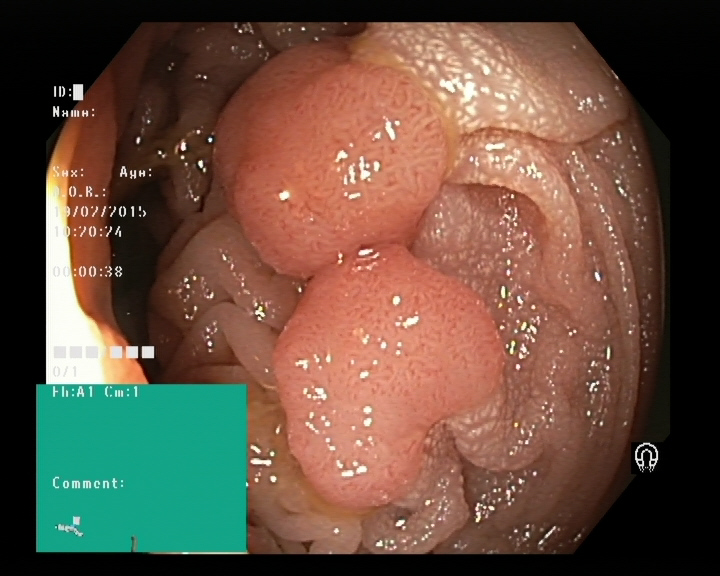 ID:
Name:
Sex: Age:
D.O.B.:
19/02/2015
10:20:24
00:00:38
0/1
Eh:A1 Cm:1
Comment: